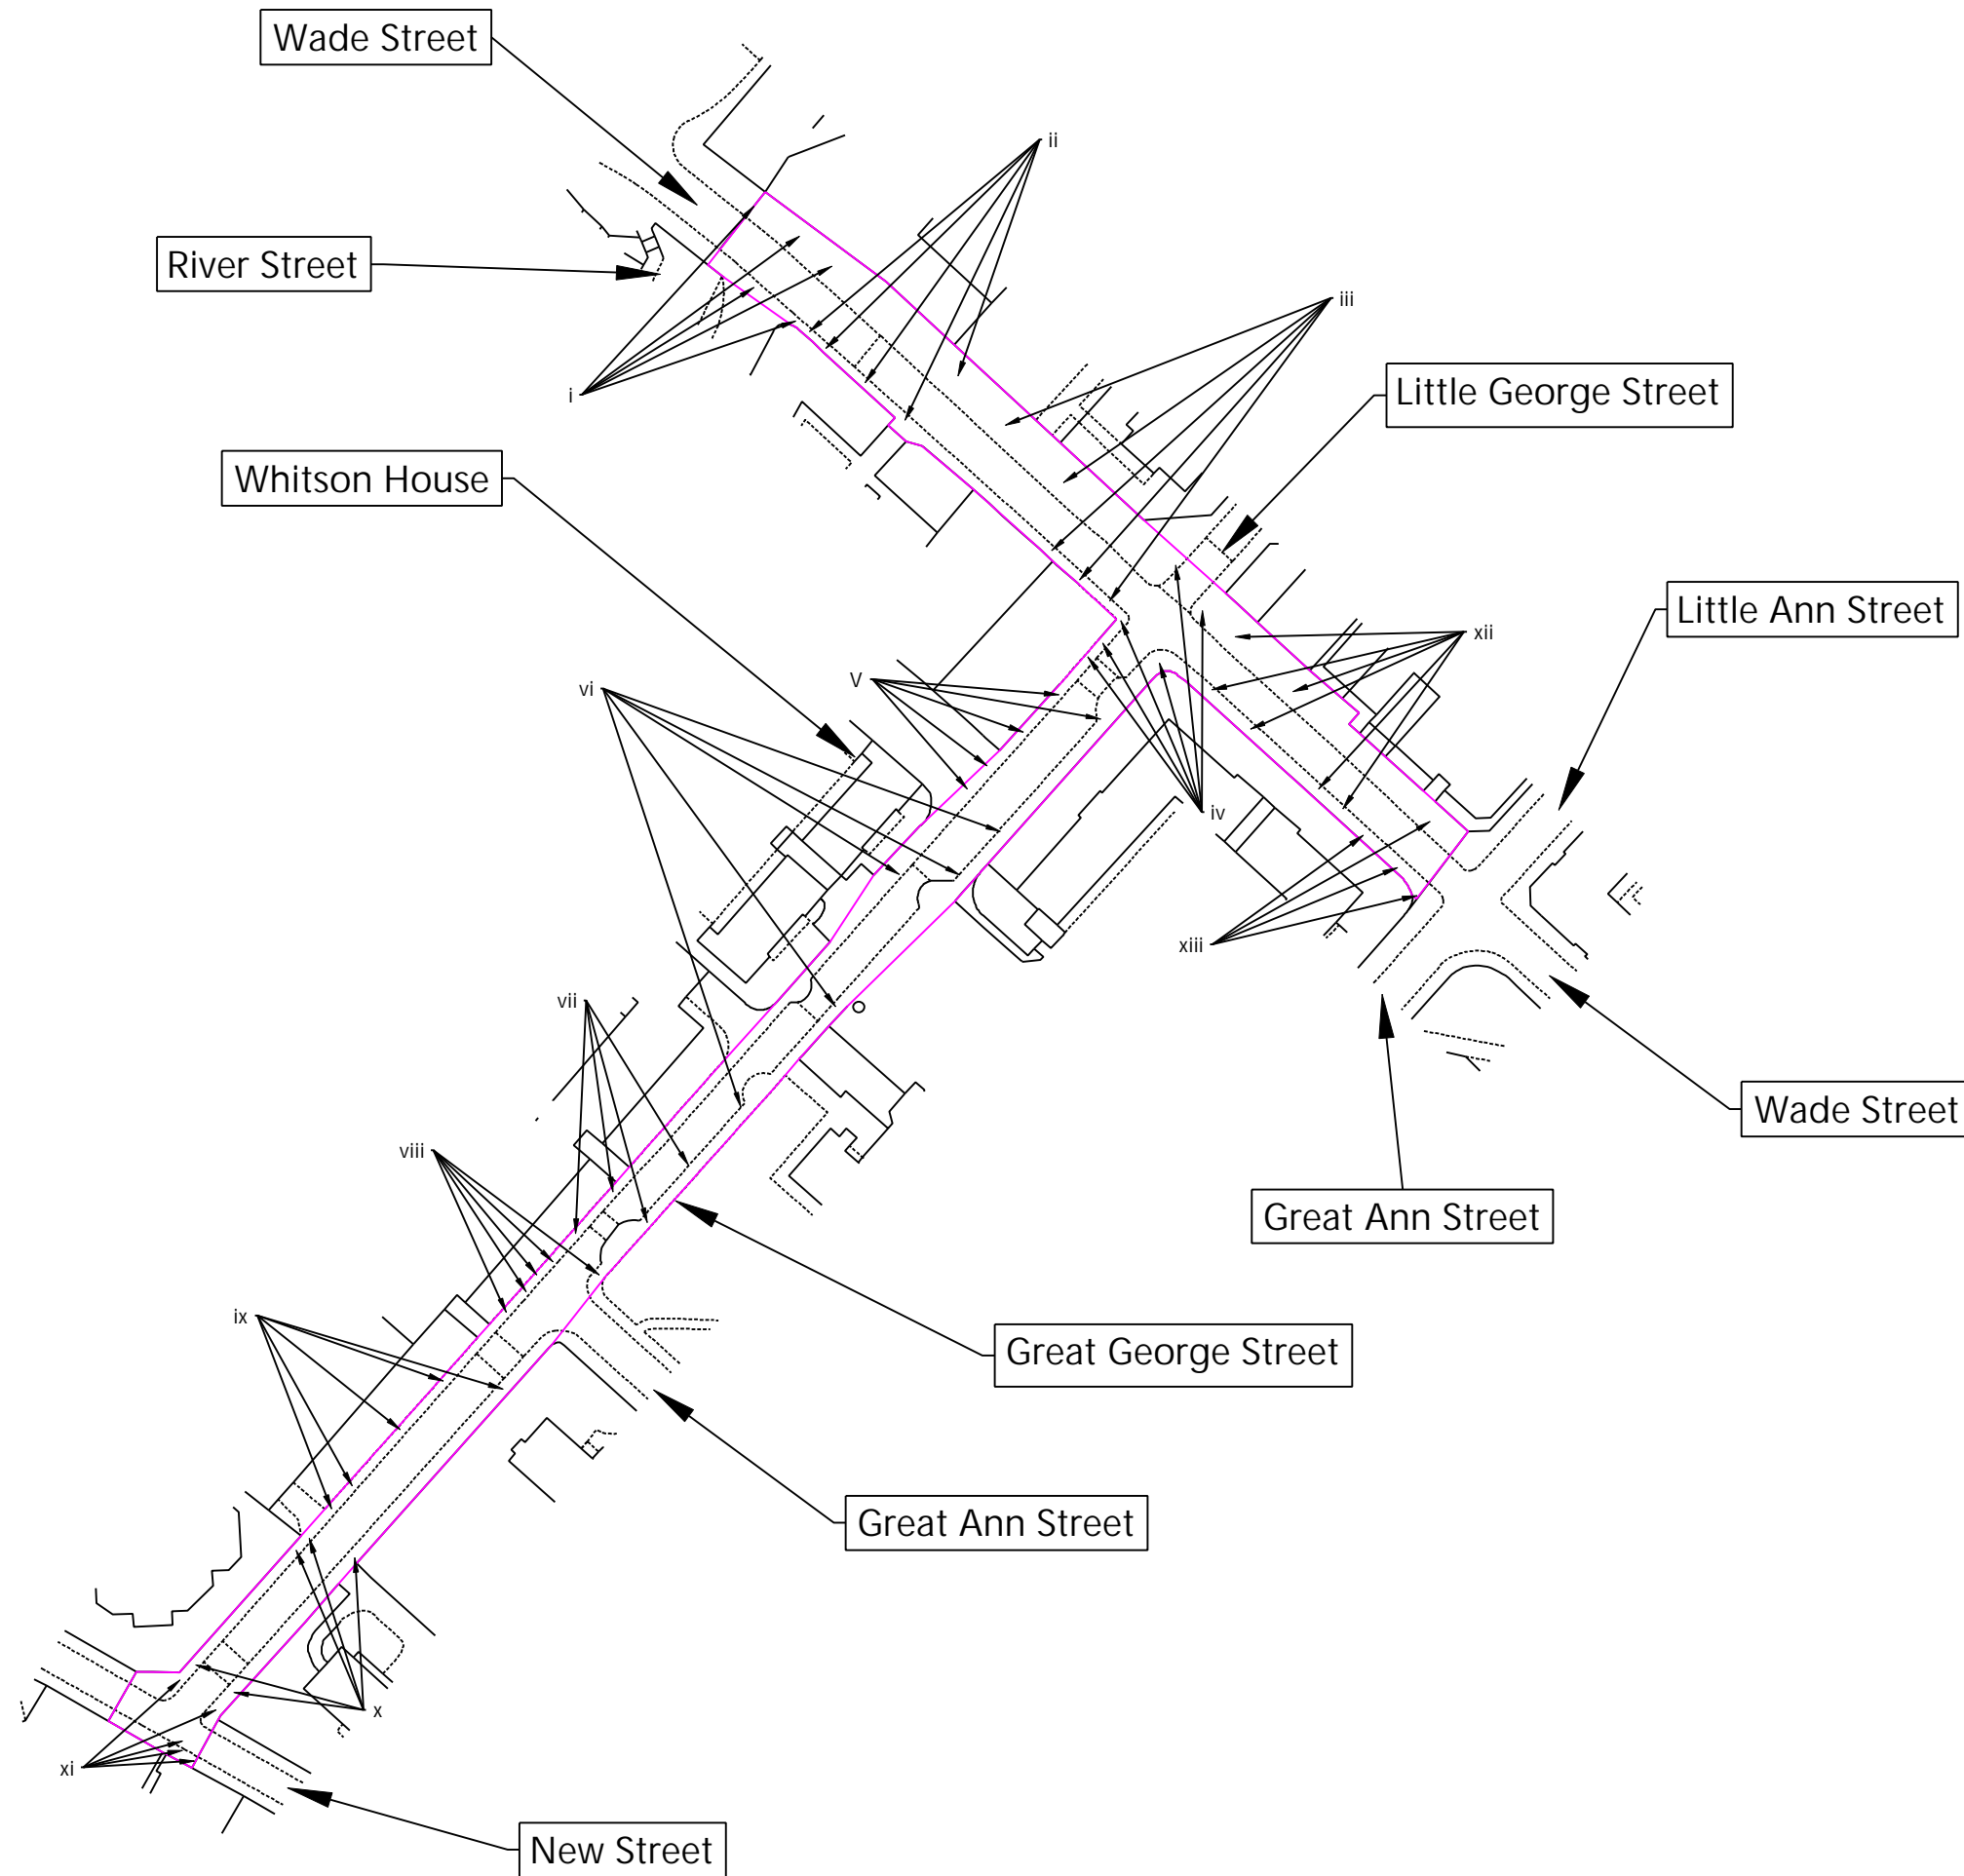 Wade Street
ii
River Street
iii
i
Little George Street
Whitson House
Little Ann Street
xii
V
vi
iv
xiii
vii
Wade Street
viii
Great Ann Street
ix
Great George Street
Great Ann Street
x
xi
New Street